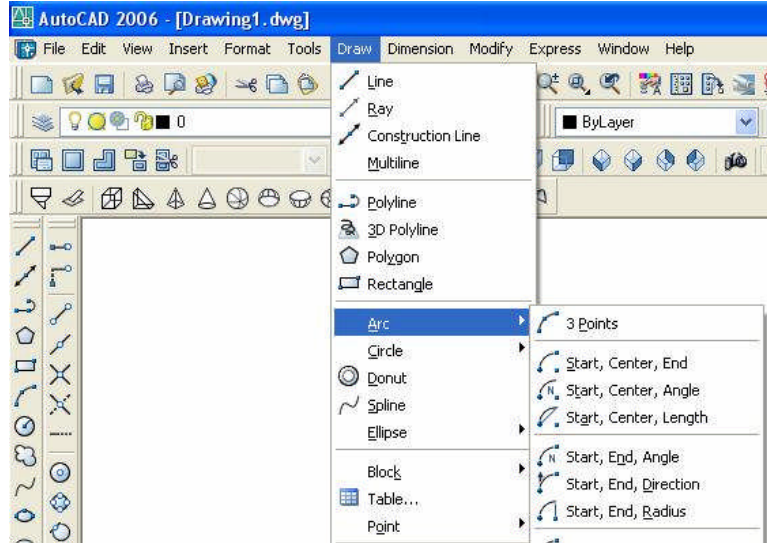 AutoCAD 2006 - [Drawing1.dwg]
File Edit View Insert Format Tools Draw Dimension Modify Express Window Help
0
ByLayer
Line
Ray
Construction Line
Multiline
Polyline
3D Polyline
Polygon
Rectangle
Arc
Circle
Donut
Spline
Ellipse
Block
Table...
Point
3 Points
Start, Center, End
Start, Center, Angle
Start, Center, Length
Start, End, Angle
Start, End, Direction
Start, End, Radius